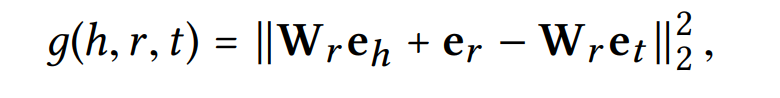 g(h, r, t) = ‖W_r e_h + e_r − W_r e_t‖_2^2 ,